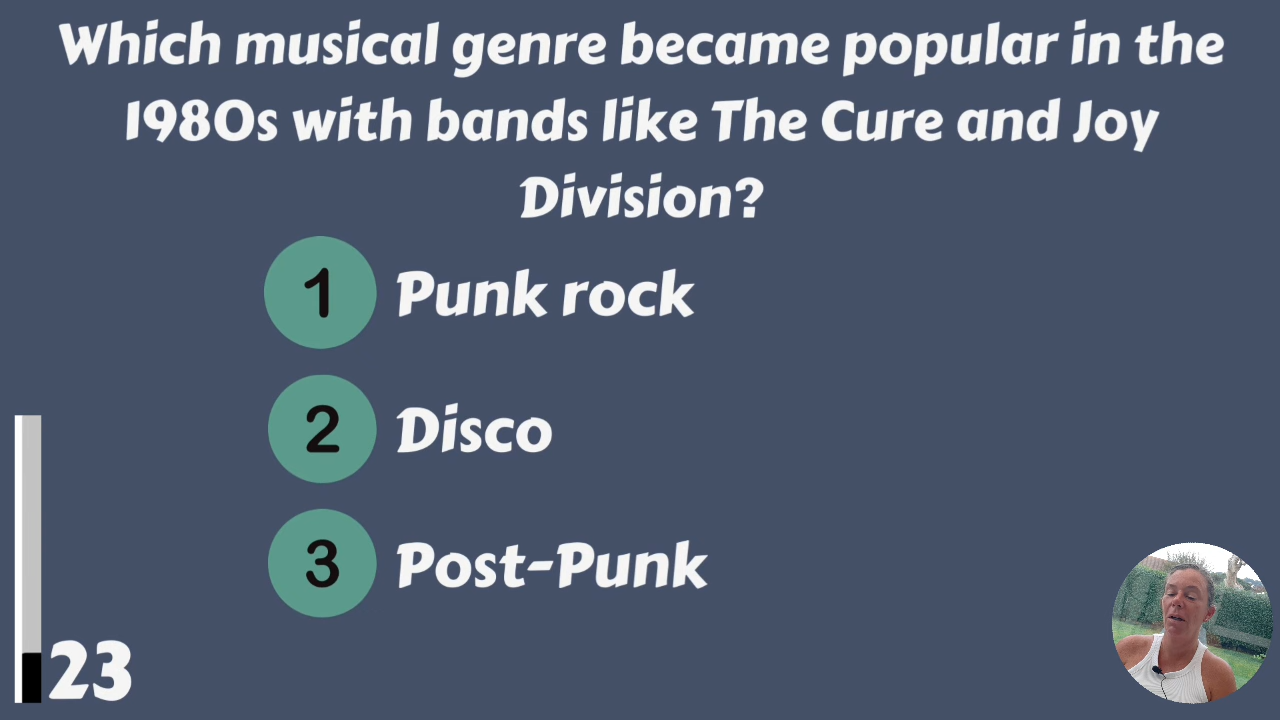 Which musical genre became popular in the
1980s with bands like The Cure and Joy
Division?
1 Punk rock
2 Disco
3 Post-Punk
23